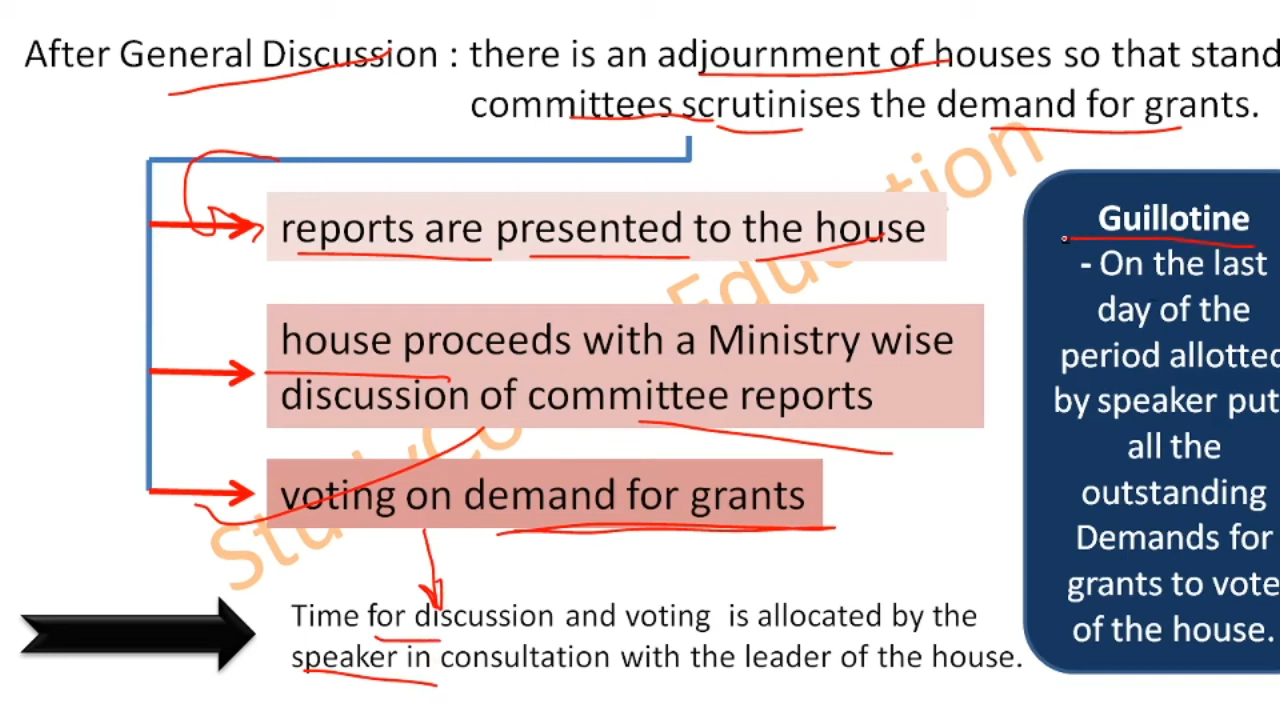 After General Discussion : there is an adjournment of houses so that stand
committees scrutinises the demand for grants.
reports are presented to the house
house proceeds with a Ministry wise
discussion of committee reports
voting on demand for grants
Time for discussion and voting is allocated by the
speaker in consultation with the leader of the house.
Guillotine
- On the last
day of the
period allotted
by speaker put
all the
outstanding
Demands for
grants to vote
of the house.